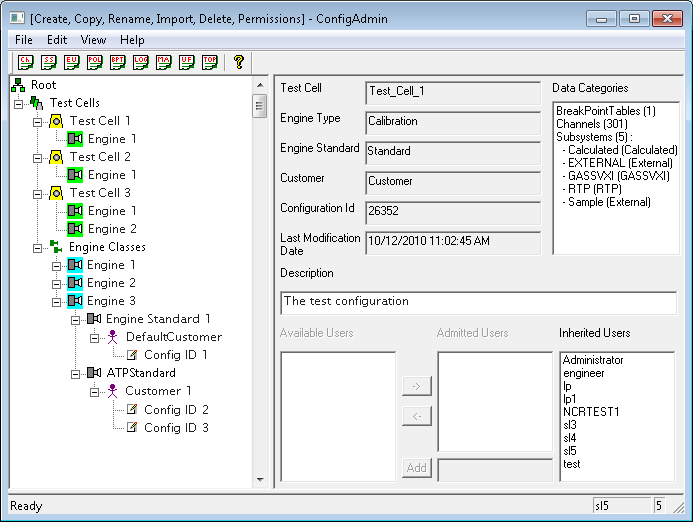 [Create, Copy, Rename, Import, Delete, Permissions] - ConfigAdmin
File Edit View Help
CH SS EU POL BPT LOG MA UF TOP ?
Root
Test Cells
Test Cell 1
Engine 1
Test Cell 2
Engine 1
Test Cell 3
Engine 1
Engine 2
Engine Classes
Engine 1
Engine 2
Engine 3
Engine Standard 1
DefaultCustomer
Config ID 1
ATPStandard
Customer 1
Config ID 2
Config ID 3
Test Cell Test_Cell_1
Engine Type Calibration
Engine Standard Standard
Customer Customer
Configuration Id 26352
Last Modification
Date 10/12/2010 11:02:45 AM
Data Categories
BreakPointTables (1)
Channels (301)
Subsystems (5) :
- Calculated (Calculated)
- EXTERNAL (External)
- GASSVXI (GASSVXI)
- RTP (RTP)
- Sample (External)
Description
The test configuration
Available Users
Admitted Users
Inherited Users
->
<-
Add
Administrator
engineer
lp
lp1
NCRTEST1
sl3
sl4
sl5
test
Ready sl5 5